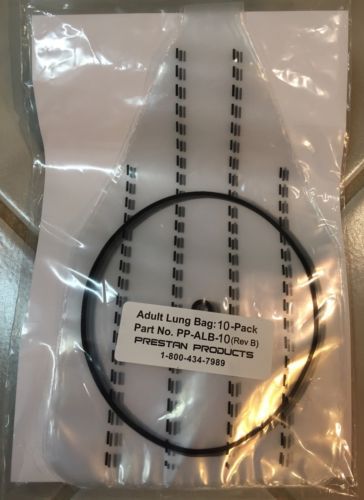 Adult Lung Bag: 10-Pack
Part No. PP-ALB-10 (Rev B)
PRESTAN PRODUCTS
1-800-434-7989